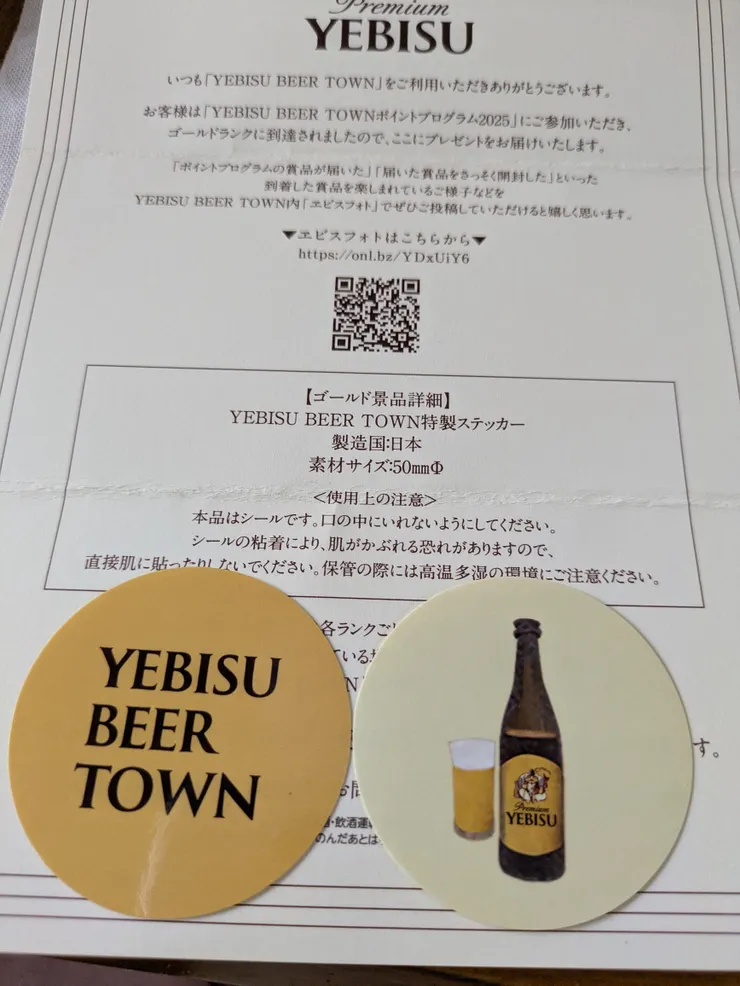 Premium
YEBISU
いつも「YEBISU BEER TOWN」をご利用いただきありがとうございます。
お客様は「YEBISU BEER TOWNポイントプログラム2025」にご参加いただき、
ゴールドランクに到達されましたので、ここにプレゼントをお届けいたします。
「ポイントプログラムの賞品が届いた」「届いた賞品をさっそく開封した」といった
到着した賞品を楽しまれているご様子などを
YEBISU BEER TOWN内「ヱビスフォト」でぜひご投稿していただけると嬉しく思います。
▼ヱビスフォトはこちらから▼
https://onl.bz/YDxUiY6
【ゴールド景品詳細】
YEBISU BEER TOWN特製ステッカー
製造国:日本
素材サイズ:50mmΦ
<使用上の注意>
本品はシールです。口の中にいれないようにしてください。
シールの粘着により、肌がかぶれる恐れがありますので、
直接肌に貼ったりしないでください。保管の際には高温多湿の環境にご注意ください。
各ランクご
ている
す。
お
・飲酒運
のんだあとは
YEBISU
BEER
TOWN
Premium
YEBISU